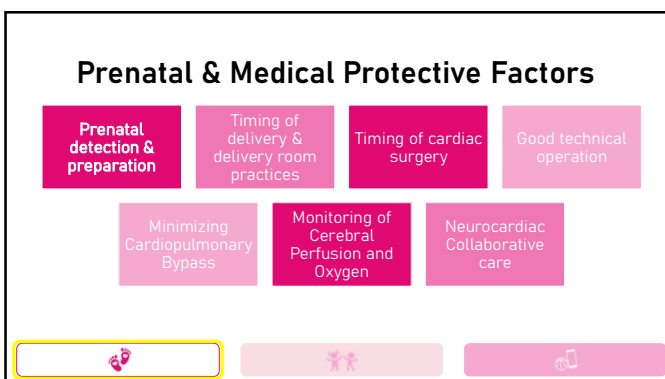 Prenatal & Medical Protective Factors
Prenatal
detection &
preparation
Timing of
delivery &
delivery room
practices
Timing of cardiac
surgery
Good technical
operation
Minimizing
Cardiopulmonary
Bypass
Monitoring of
Cerebral
Perfusion and
Oxygen
Neurocardiac
Collaborative
care